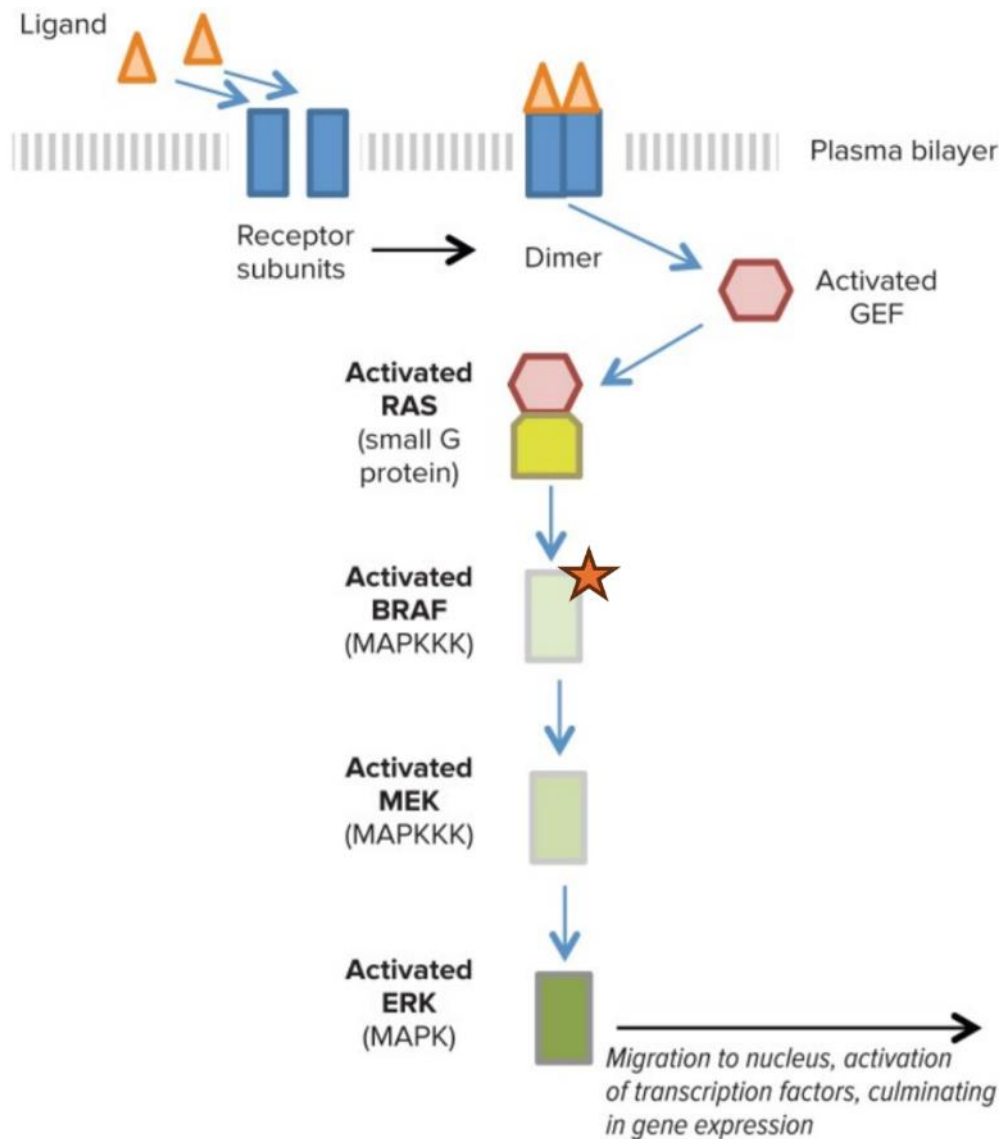 Ligand
Plasma bilayer
Receptor
subunits
Dimer
Activated
GEF
Activated
RAS
(small G
protein)
Activated
BRAF
(MAPKKK)
Activated
MEK
(MAPKKK)
Activated
ERK
(MAPK)
Migration to nucleus, activation
of transcription factors, culminating
in gene expression